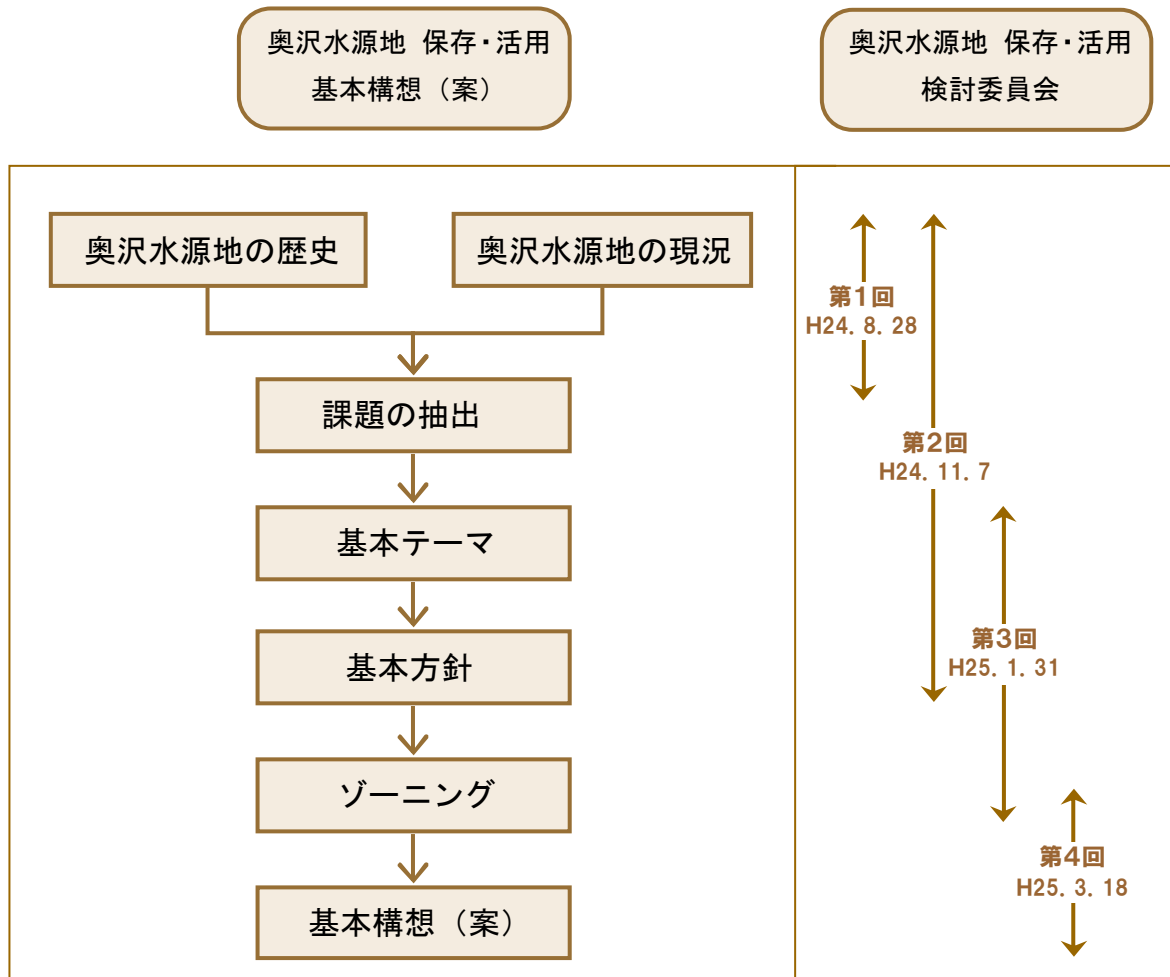 奥沢水源地 保存・活用
基本構想（案）
奥沢水源地 保存・活用
検討委員会
奥沢水源地の歴史
奥沢水源地の現況
課題の抽出
基本テーマ
基本方針
ゾーニング
基本構想（案）
第1回
H24. 8. 28
第2回
H24. 11. 7
第3回
H25. 1. 31
第4回
H25. 3. 18